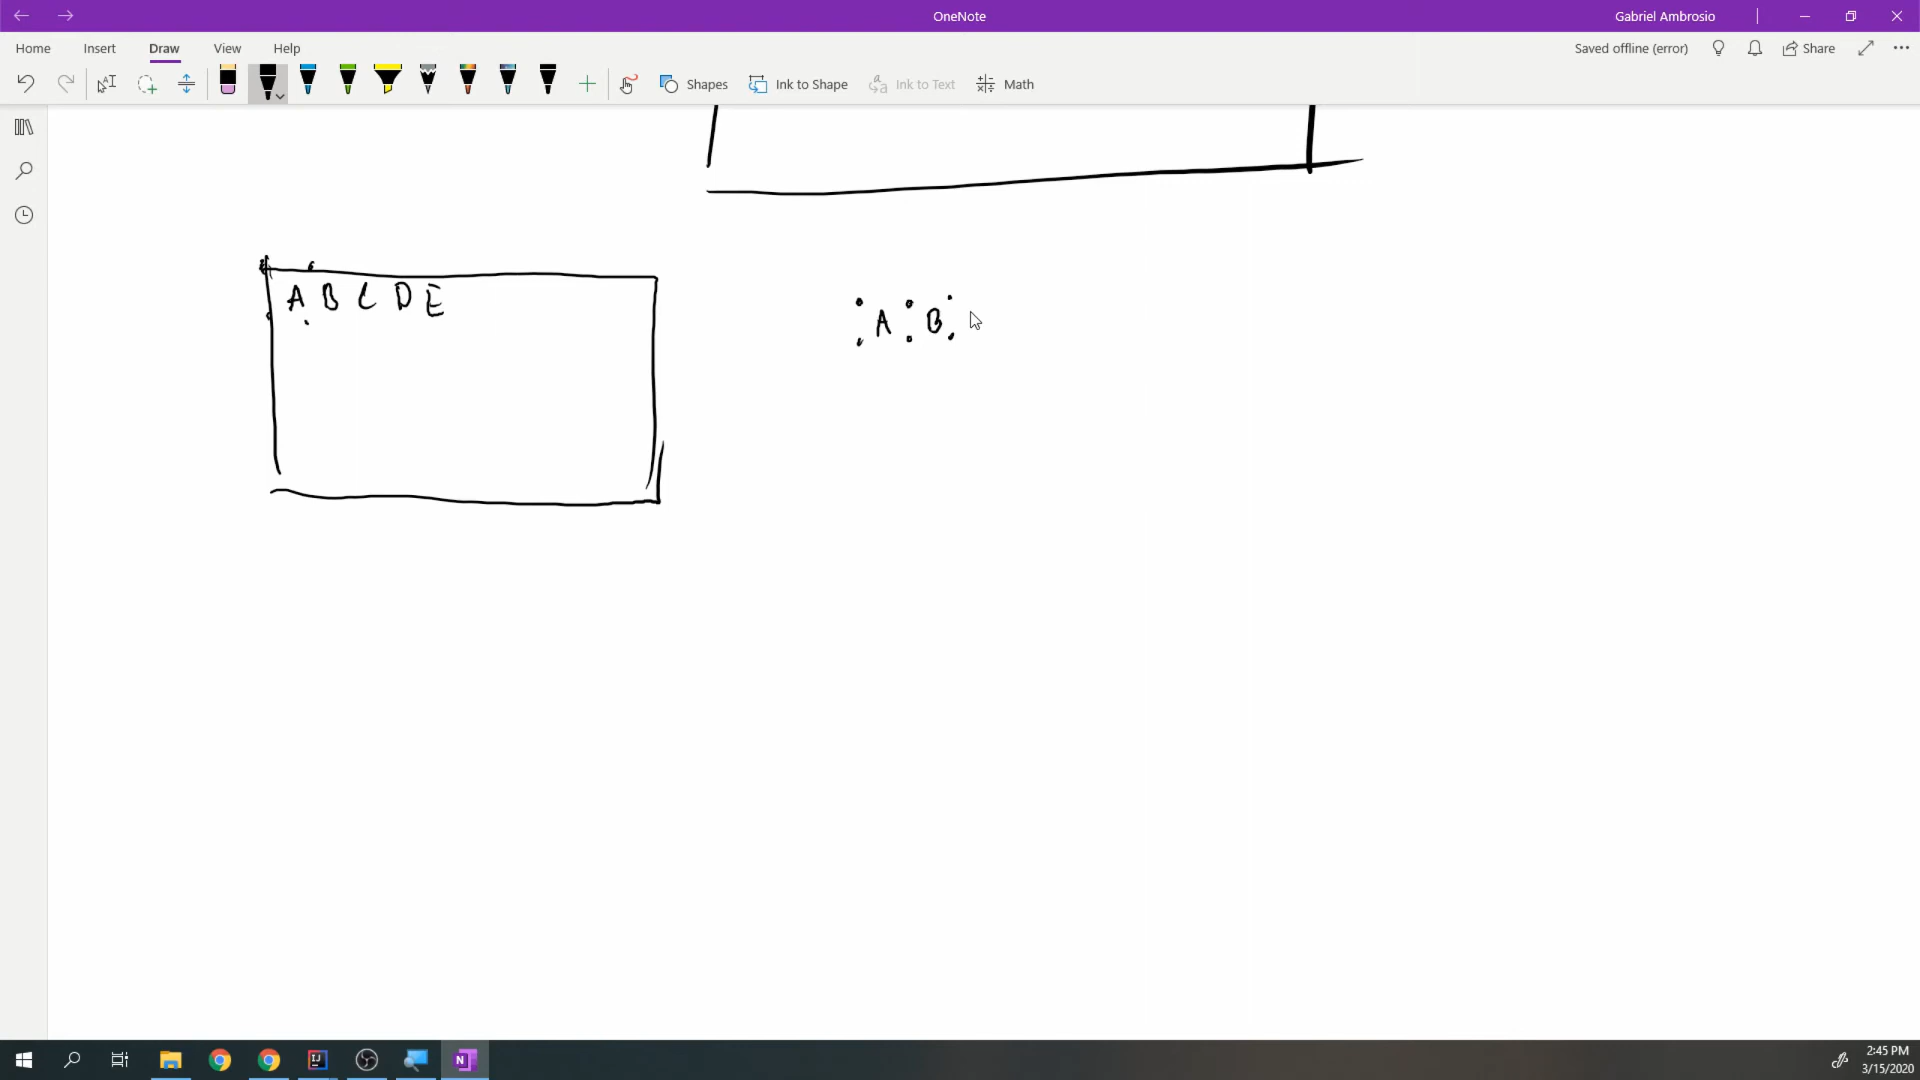 OneNote
Gabriel Ambrosio
Home Insert Draw View Help
Saved offline (error) Share
Shapes Ink to Shape Ink to Text Math
A B C D E
A B
2:45 PM
3/15/2020